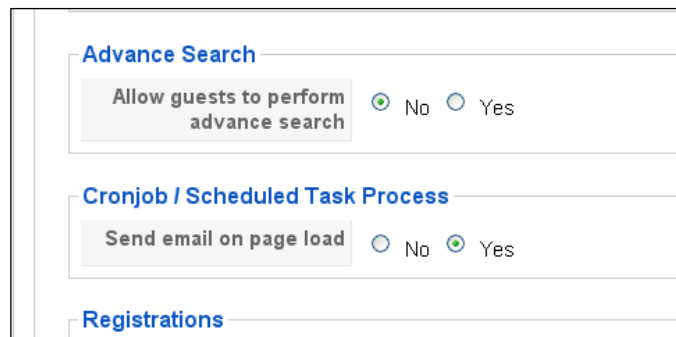 Advance Search
Allow guests to perform
advance search
No Yes
Cronjob / Scheduled Task Process
Send email on page load
No Yes
Registrations